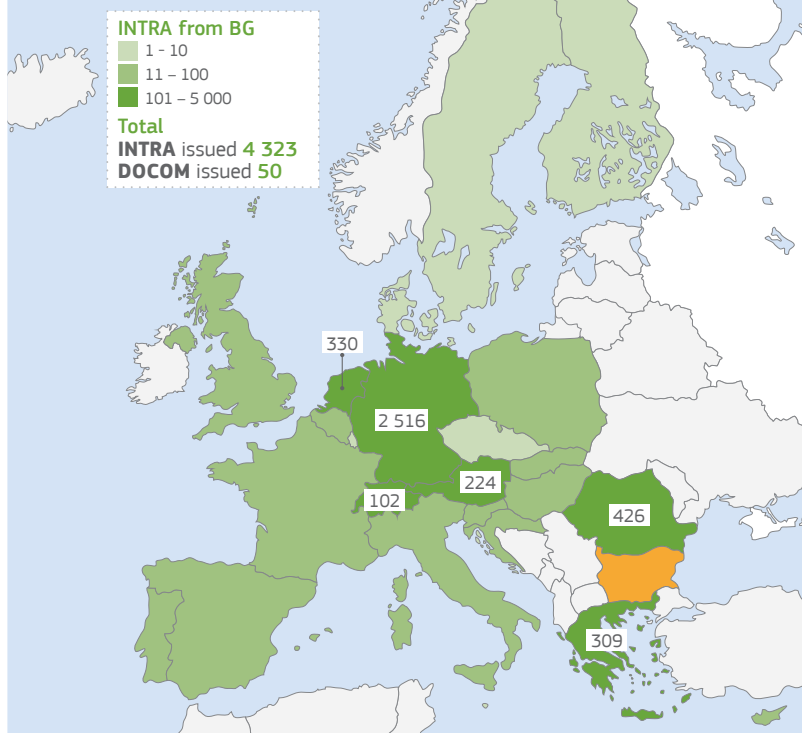 INTRA from BG
1 - 10
11 – 100
101 – 5 000
Total
INTRA issued 4 323
DOCOM issued 50
330
2 516
224
102
426
309